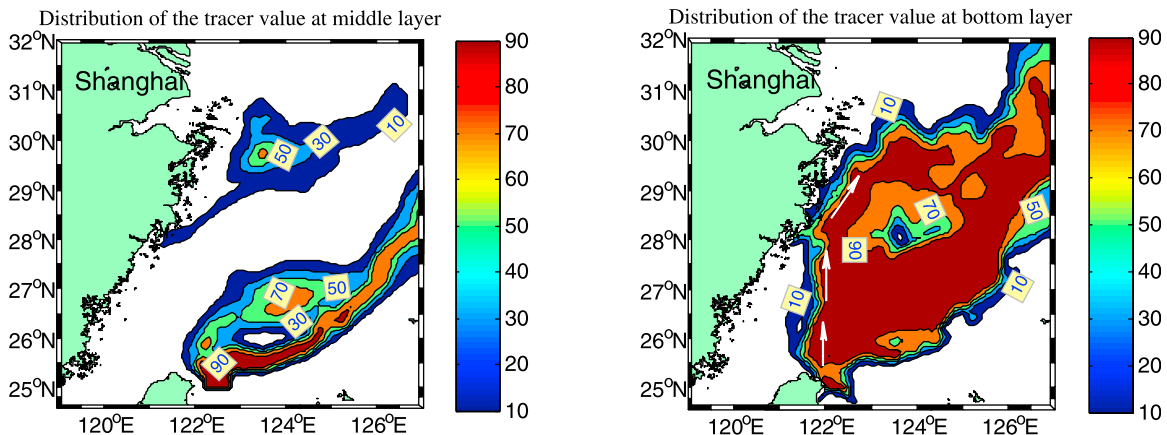 Distribution of the tracer value at middle layer
32°N
31°N
30°N
29°N
28°N
27°N
26°N
25°N
120°E
122°E
124°E
126°E
Shanghai
10
30
50
50
70
30
90
90
80
70
60
50
40
30
20
10
Distribution of the tracer value at bottom layer
32°N
31°N
30°N
29°N
28°N
27°N
26°N
25°N
120°E
122°E
124°E
126°E
Shanghai
10
50
70
90
10
10
90
80
70
60
50
40
30
20
10